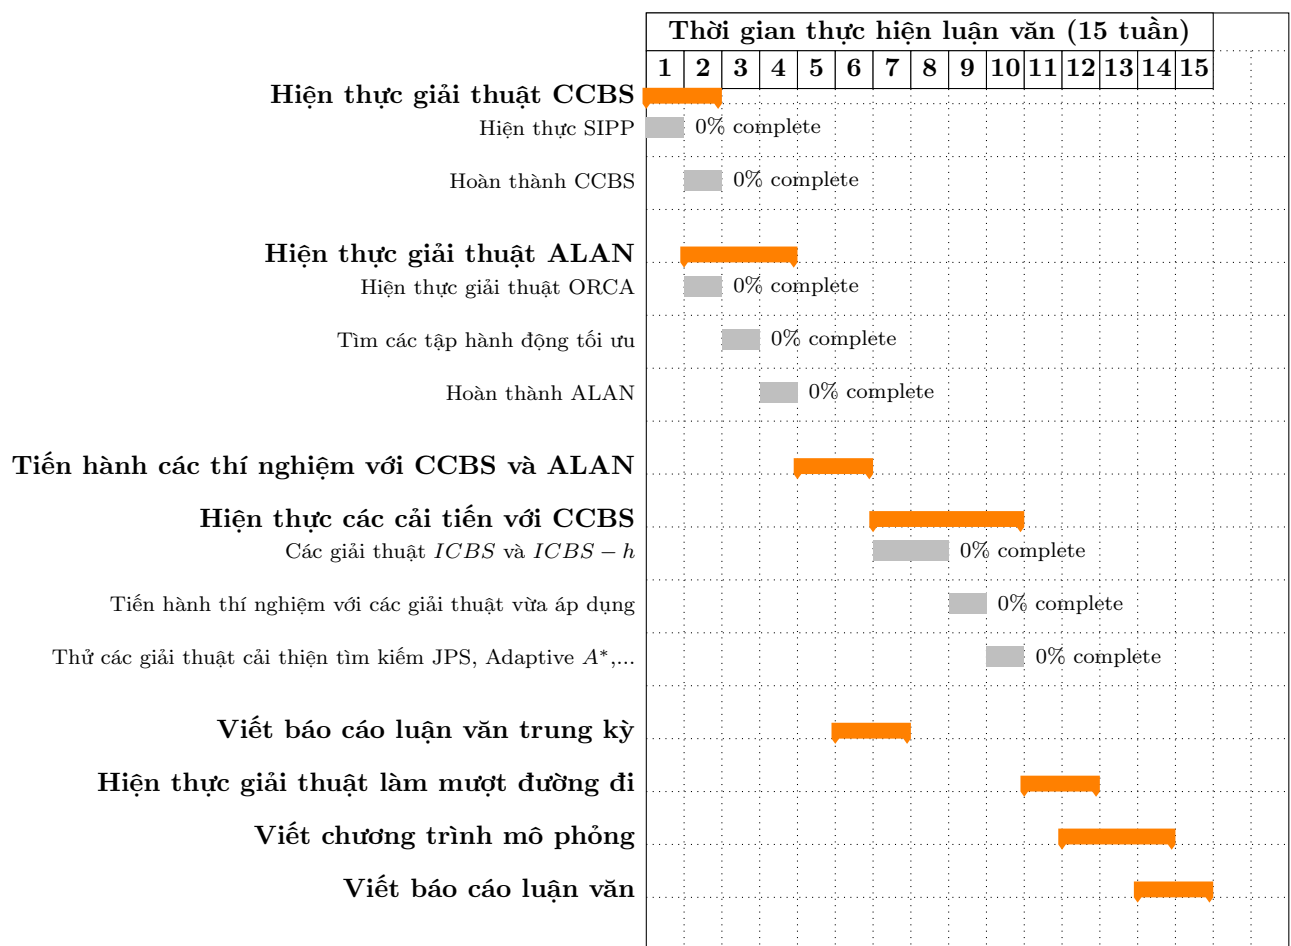 Thời gian thực hiện luận văn (15 tuần)
1 2 3 4 5 6 7 8 9 10 11 12 13 14 15
Hiện thực giải thuật CCBS
Hiện thực SIPP 0% complete
Hoàn thành CCBS 0% complete
Hiện thực giải thuật ALAN
Hiện thực giải thuật ORCA 0% complete
Tìm các tập hành động tối ưu 0% complete
Hoàn thành ALAN 0% complete
Tiến hành các thí nghiệm với CCBS và ALAN
Hiện thực các cải tiến với CCBS
Các giải thuật ICBS và ICBS − h 0% complete
Tiến hành thí nghiệm với các giải thuật vừa áp dụng 0% complete
Thử các giải thuật cải thiện tìm kiếm JPS, Adaptive A*,... 0% complete
Viết báo cáo luận văn trung kỳ
Hiện thực giải thuật làm mượt đường đi
Viết chương trình mô phỏng
Viết báo cáo luận văn